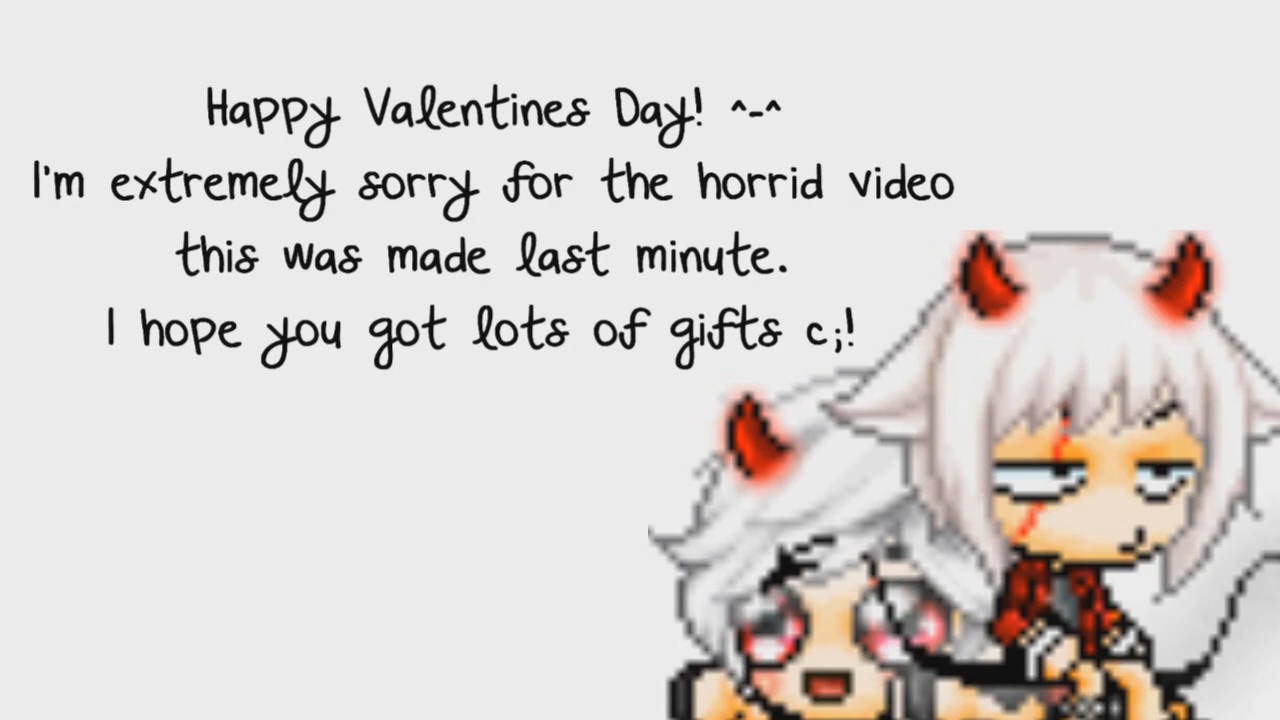 Happy Valentines Day! ^-^
I'm extremely sorry for the horrid video
this was made last minute.
I hope you got lots of gifts c;!